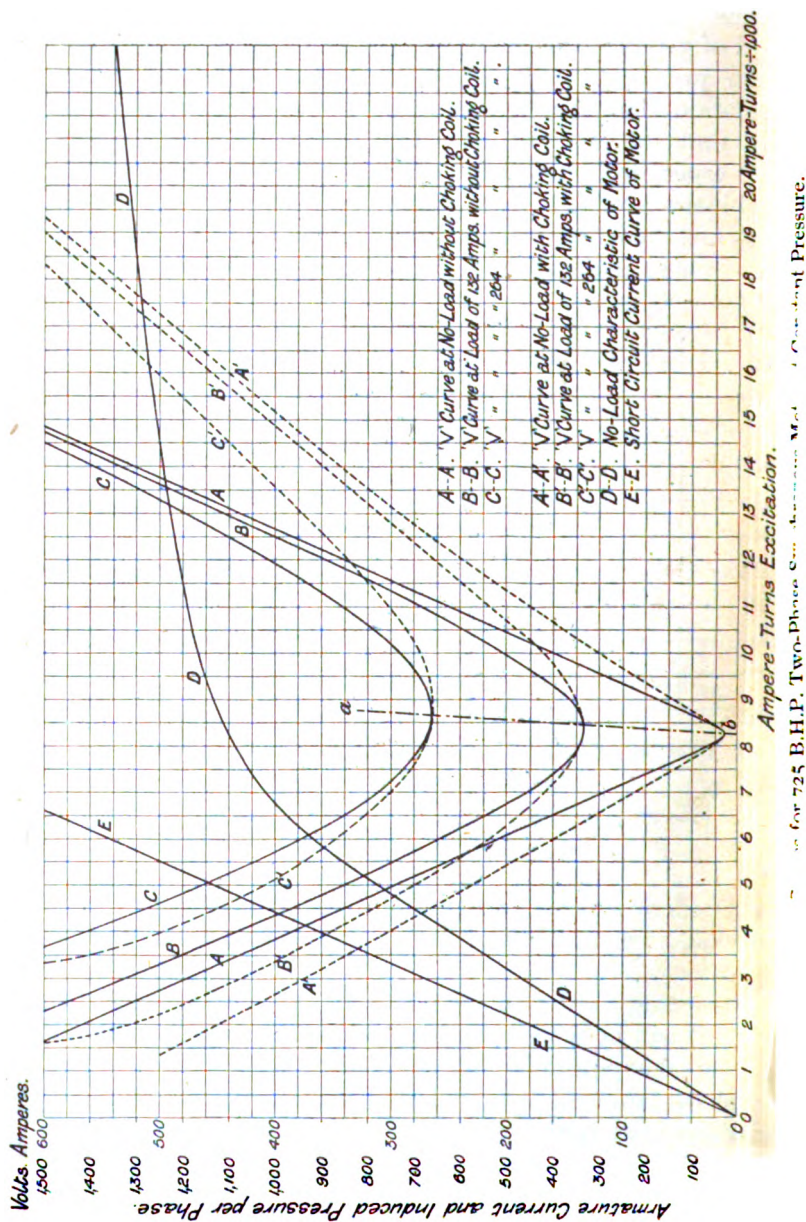 Volts. Amperes.
1,500 600
1,400
1,300
500
1,200
1,100
1,000
900
300
800
700
600
500
200
400
300
100
200
100
0
Armature Current and Induced Pressure per Phase.
0 1 2 3 4 5 6 7 8 9 10 11 12 13 14 15 16 17 18 19 20 Ampere-Turns÷1,000.
Ampere-Turns Excitation.
A--A. 'V' Curve at No-Load without Choking Coil.
B--B. 'V' Curve at Load of 132 Amps. without Choking Coil.
C--C. 'V' " " " " 264 " " " ".
A'-A'. 'V' Curve at No-Load with Choking Coil.
B'-B'. 'V' Curve at Load of 132 Amps. with Choking Coil.
C'-C'. 'V' " " " " 264 " " " "
D--D. No-Load Characteristic of Motor.
E--E. Short Circuit Current Curve of Motor.
A
A
B
B
C
C
D
D
D
E
E
A'
A'
B'
B'
C'
C'
a
b
for 725 B.H.P. Two-Phase Constant Pressure.